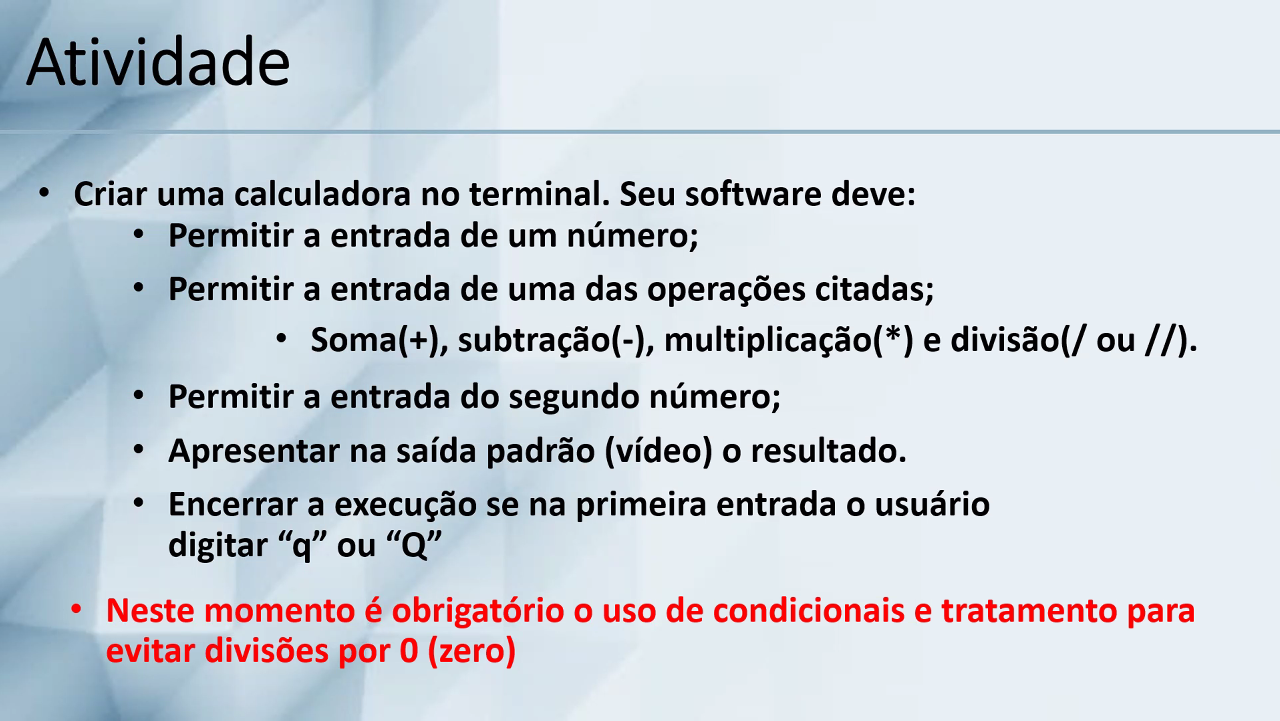 Atividade
• Criar uma calculadora no terminal. Seu software deve:
• Permitir a entrada de um número;
• Permitir a entrada de uma das operações citadas;
• Soma(+), subtração(-), multiplicação(*) e divisão(/ ou //).
• Permitir a entrada do segundo número;
• Apresentar na saída padrão (vídeo) o resultado.
• Encerrar a execução se na primeira entrada o usuário
digitar “q” ou “Q”
• Neste momento é obrigatório o uso de condicionais e tratamento para
evitar divisões por 0 (zero)